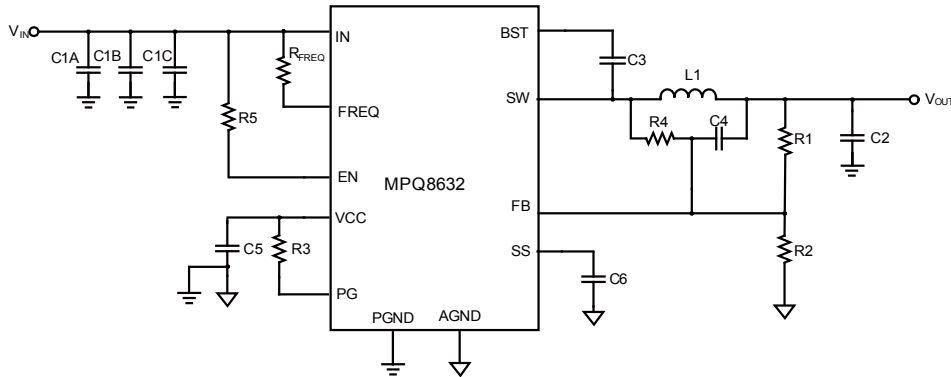 VIN
C1A
C1B
C1C
R5
RFREQ
IN
FREQ
EN
VCC
PG
C5
R3
MPQ8632
PGND
AGND
BST
SW
FB
SS
C3
L1
R4
C4
R1
C2
VOUT
R2
C6